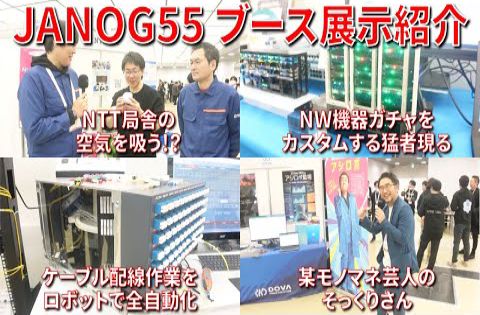 JANOG55 ブース展示紹介
NTT局舎の
空気を吸う!?
NW機器ガチャを
カスタムする猛者現る
ケーブル配線作業を
ロボットで全自動化
某モノマネ芸人の
そっくりさん
DOVA